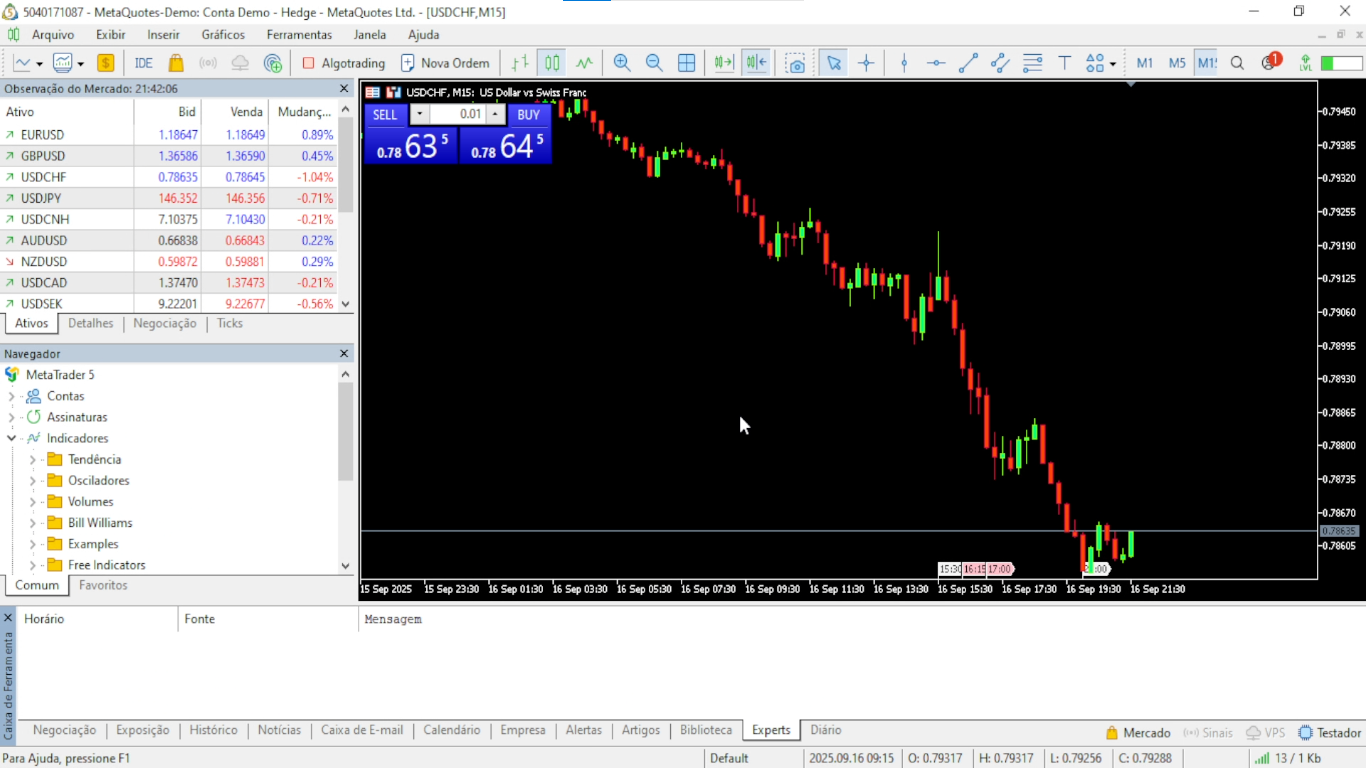 5040171087 - MetaQuotes-Demo: Conta Demo - Hedge - MetaQuotes Ltd. - [USDCHF,M15]
Arquivo Exibir Inserir Gráficos Ferramentas Janela Ajuda
IDE Algotrading Nova Ordem M1 M5 1
LVL
Observação do Mercado: 21:42:06
Ativo Bid Venda Mudanç...
EURUSD 1.18647 1.18649 0.89%
GBPUSD 1.36586 1.36590 0.45%
USDCHF 0.78635 0.78645 -1.04%
USDJPY 146.352 146.356 -0.71%
USDCNH 7.10375 7.10430 -0.21%
AUDUSD 0.66838 0.66843 0.22%
NZDUSD 0.59872 0.59881 0.29%
USDCAD 1.37470 1.37473 -0.21%
USDSEK 9.22201 9.22677 -0.56%
Ativos Detalhes Negociação Ticks
Navegador
MetaTrader 5
Contas
Assinaturas
Indicadores
Tendência
Osciladores
Volumes
Bill Williams
Examples
Free Indicators
Comum Favoritos
USDCHF, M15: US Dollar vs Swiss Franc
SELL 0.01 BUY
0.78 63 5 0.78 64 5
0.79450
0.79385
0.79320
0.79255
0.79190
0.79125
0.79060
0.78995
0.78930
0.78865
0.78800
0.78735
0.78670
0.78635
0.78605
15:30 16:15 17:00
15 Sep 2025 15 Sep 23:30 16 Sep 01:30 16 Sep 03:30 16 Sep 05:30 16 Sep 07:30 16 Sep 09:30 16 Sep 11:30 16 Sep 13:30 16 Sep 15:30 16 Sep 17:30 16 Sep 19:30 16 Sep 21:30
Caixa de Ferramenta
Horário Fonte Mensagem
Negociação Exposição Histórico Notícias Caixa de E-mail Calendário Empresa Alertas Artigos Biblioteca Experts Diário
Mercado Sinais VPS Testador
Para Ajuda, pressione F1 Default 2025.09.16 09:15 O: 0.79317 H: 0.79317 L: 0.79256 C: 0.79288 13 / 1 Kb